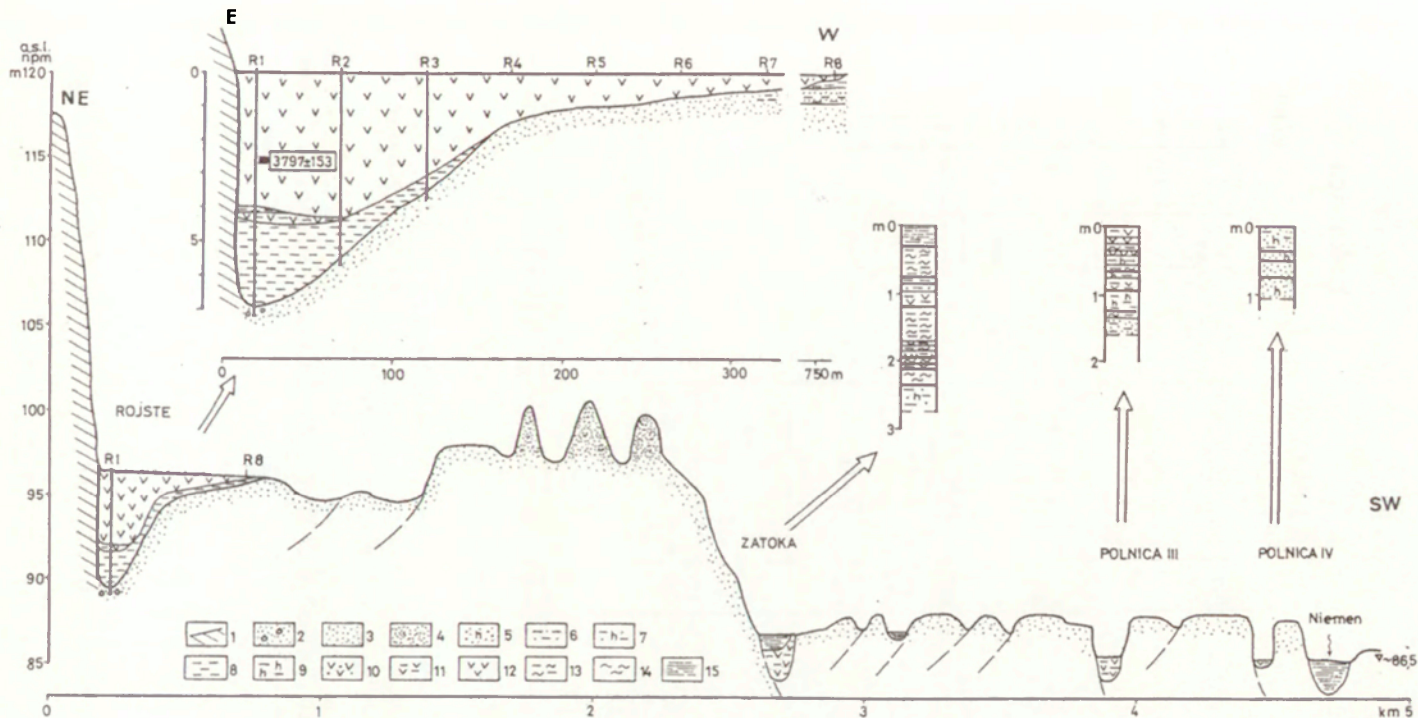 E
W
a.s.l.
npm
m120
NE
R1 R2 R3 R4 R5 R6 R7 R8
0
3797±153
5
115
110
105
100
95
90
85
0 100 200 300 750 m
m 0
1
2
3
m 0
1
2
m 0
1
h
h
h
h
h
h h
h
ROJSTE
R1 R8
ZATOKA
POLNICA III
POLNICA IV
SW
Niemen
~86,5
1 2 3 4 h 5 6 h 7
8 h h 9 10 11 12 13 14 15
0 1 2 3 4 km 5